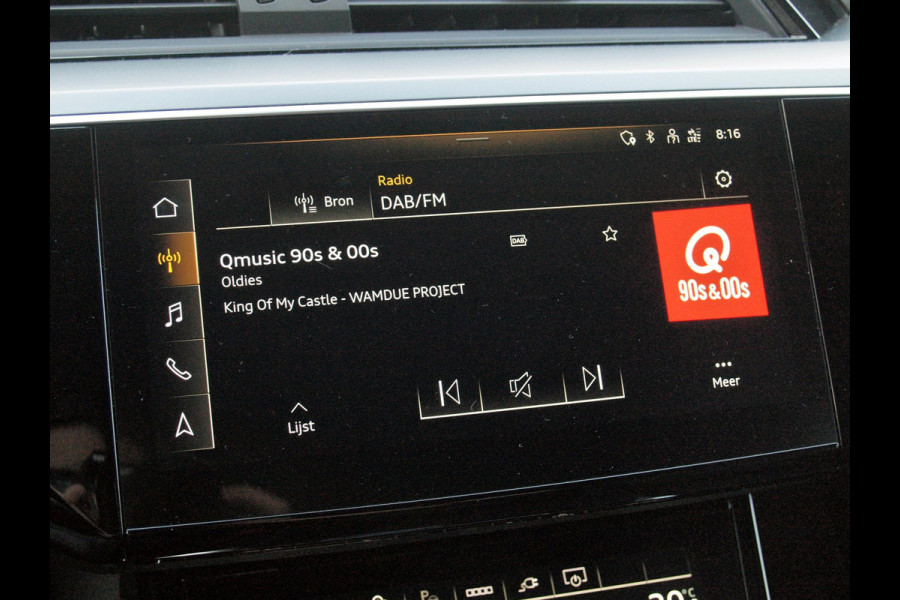 8:16
Radio
Bron
DAB/FM
Qmusic 90s & 00s
DAB
Oldies
King Of My Castle - WAMDUE PROJECT
Q
90s&00s
Meer
Lijst